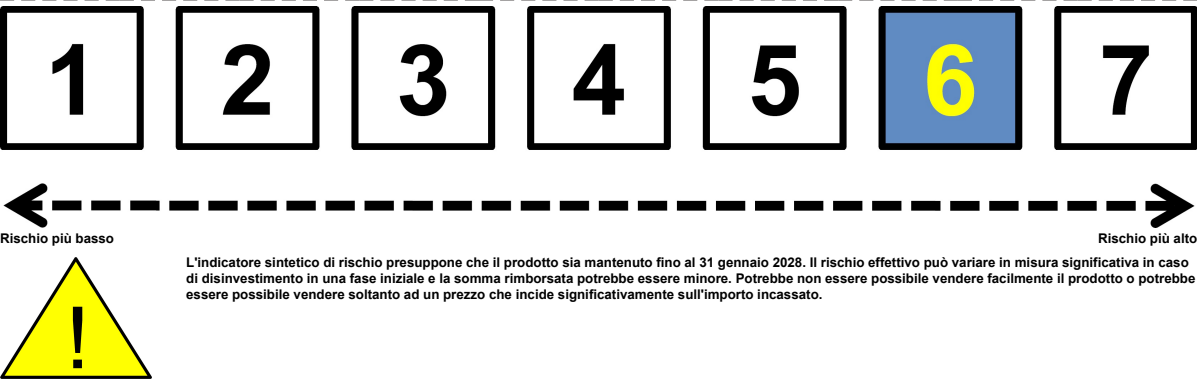 1 2 3 4 5 6 7
Rischio più basso Rischio più alto
L'indicatore sintetico di rischio presuppone che il prodotto sia mantenuto fino al 31 gennaio 2028. Il rischio effettivo può variare in misura significativa in caso
di disinvestimento in una fase iniziale e la somma rimborsata potrebbe essere minore. Potrebbe non essere possibile vendere facilmente il prodotto o potrebbe
essere possibile vendere soltanto ad un prezzo che incide significativamente sull'importo incassato.
!